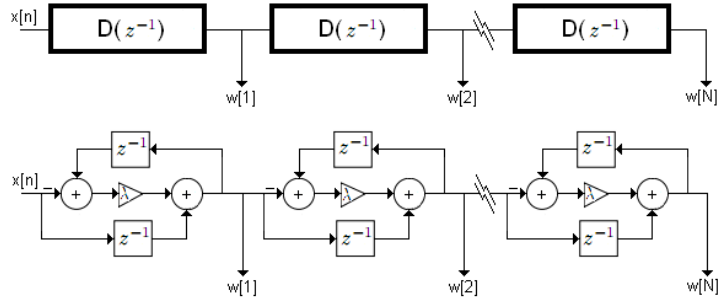 x[n] D(z⁻¹) D(z⁻¹) D(z⁻¹)
w[1] w[2] w[N]
z⁻¹ z⁻¹ z⁻¹
x[n] − + λ + − + λ + − + λ +
z⁻¹ z⁻¹ z⁻¹
w[1] w[2] w[N]